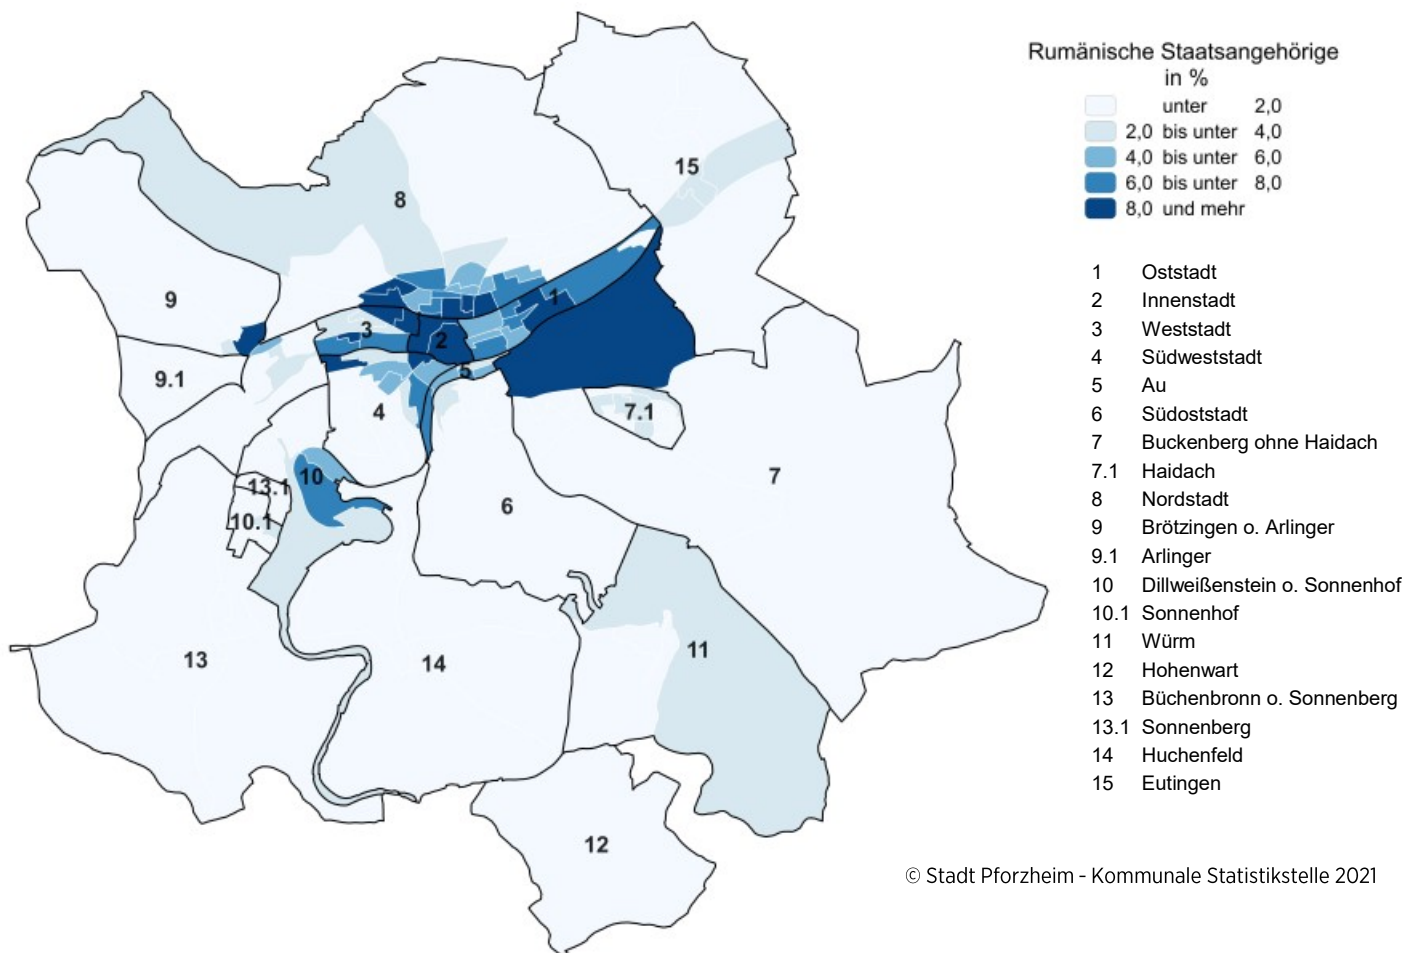 Rumänische Staatsangehörige
in %
unter 2,0
2,0 bis unter 4,0
4,0 bis unter 6,0
6,0 bis unter 8,0
8,0 und mehr
1 Oststadt
2 Innenstadt
3 Weststadt
4 Südweststadt
5 Au
6 Südoststadt
7 Buckenberg ohne Haidach
7.1 Haidach
8 Nordstadt
9 Brötzingen o. Arlinger
9.1 Arlinger
10 Dillweißenstein o. Sonnenhof
10.1 Sonnenhof
11 Würm
12 Hohenwart
13 Büchenbronn o. Sonnenberg
13.1 Sonnenberg
14 Huchenfeld
15 Eutingen
15
8
9
1
3
2
5
9.1
4
7.1
10
7
13.1
6
10.1
11
13
14
12
© Stadt Pforzheim - Kommunale Statistikstelle 2021